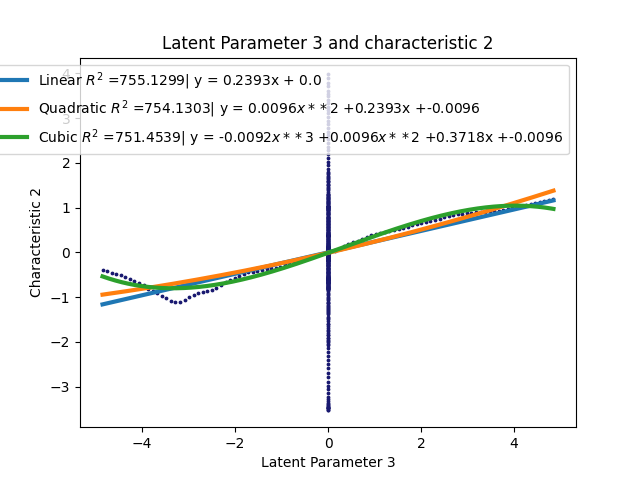 Latent Parameter 3 and characteristic 2
Linear R² =755.1299| y = 0.2393x + 0.0
Quadratic R² =754.1303| y = 0.0096x * *2 +0.2393x +-0.0096
Cubic R² =751.4539| y = -0.0092x * *3 +0.0096x * *2 +0.3718x +-0.0096
Characteristic 2
4
3
2
1
0
−1
−2
−3
−4 −2 0 2 4
Latent Parameter 3